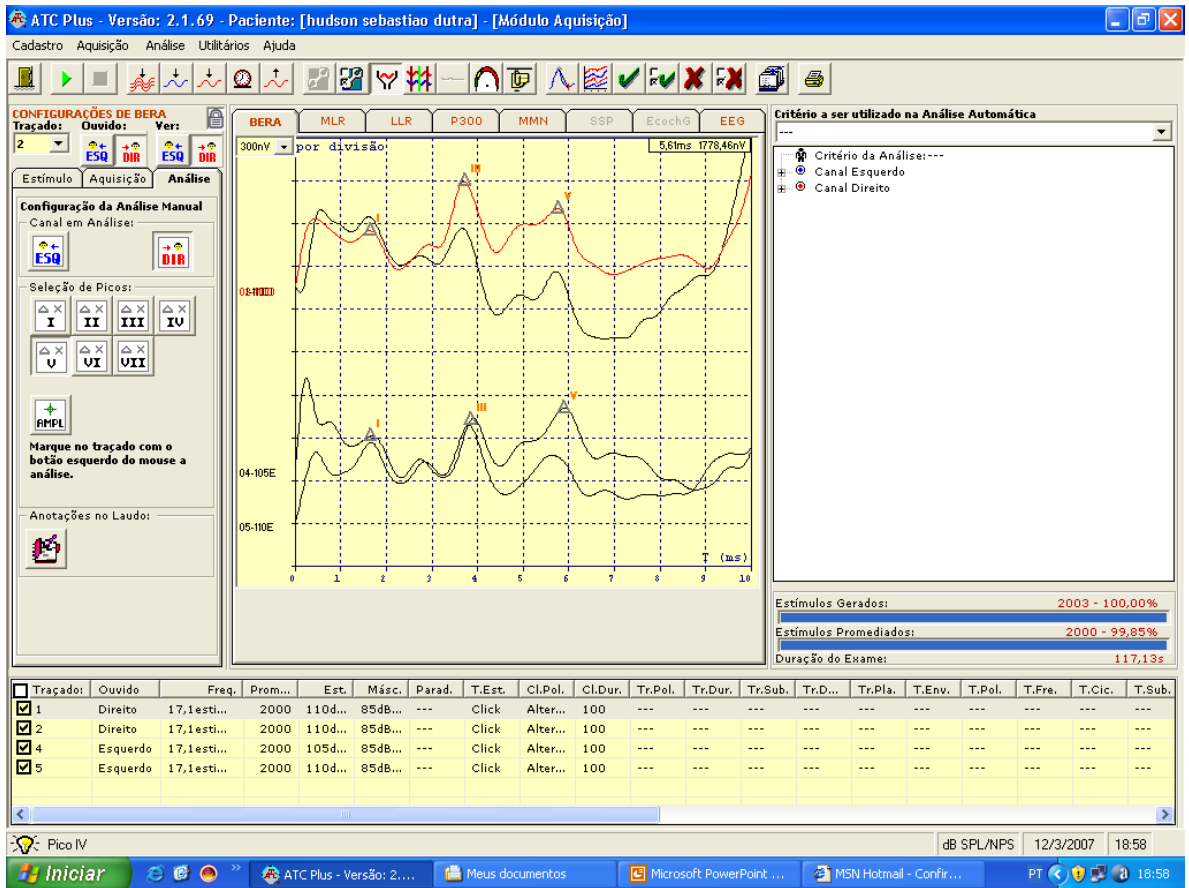 ATC Plus - Versão: 2.1.69 - Paciente: [hudson sebastiao dutra] - [Módulo Aquisição]
Cadastro Aquisição Análise Utilitários Ajuda
CONFIGURAÇÕES DE BERA
Traçado: Ouvido: Ver:
2 ESQ DIR ESQ DIR
Estímulo Aquisição Análise
Configuração da Análise Manual
Canal em Análise:
ESQ DIR
Seleção de Picos:
I II III IV
V VI VII
AMPL
Marque no traçado com o
botão esquerdo do mouse a
análise.
Anotações no Laudo:
BERA MLR LLR P300 MMN SSP EcochG EEG
300nV por divisão 5,61ms 1778,46nV
I III V
I III V
04-105E
05-110E
T (ms)
0 1 2 3 4 5 6 7 8 9 10
Critério a ser utilizado na Análise Automática
---
Critério da Análise:---
Canal Esquerdo
Canal Direito
Estímulos Gerados: 2003 - 100,00%
Estímulos Promediados: 2000 - 99,85%
Duração do Exame: 117,13s
Traçado: Ouvido Freq. Prom... Est. Másc. Parad. T.Est. Cl.Pol. Cl.Dur. Tr.Pol. Tr.Dur. Tr.Sub. Tr.D... Tr.Pla. T.Env. T.Pol. T.Fre. T.Cic. T.Sub.
1 Direito 17,1esti... 2000 110d... 85dB... --- Click Alter... 100 --- --- --- --- --- --- --- --- --- ---
2 Direito 17,1esti... 2000 110d... 85dB... --- Click Alter... 100 --- --- --- --- --- --- --- --- --- ---
4 Esquerdo 17,1esti... 2000 105d... 85dB... --- Click Alter... 100 --- --- --- --- --- --- --- --- --- ---
5 Esquerdo 17,1esti... 2000 110d... 85dB... --- Click Alter... 100 --- --- --- --- --- --- --- --- --- ---
Pico IV dB SPL/NPS 12/3/2007 18:58
Iniciar ATC Plus - Versão: 2.... Meus documentos Microsoft PowerPoint ... MSN Hotmail - Confir... PT 18:58